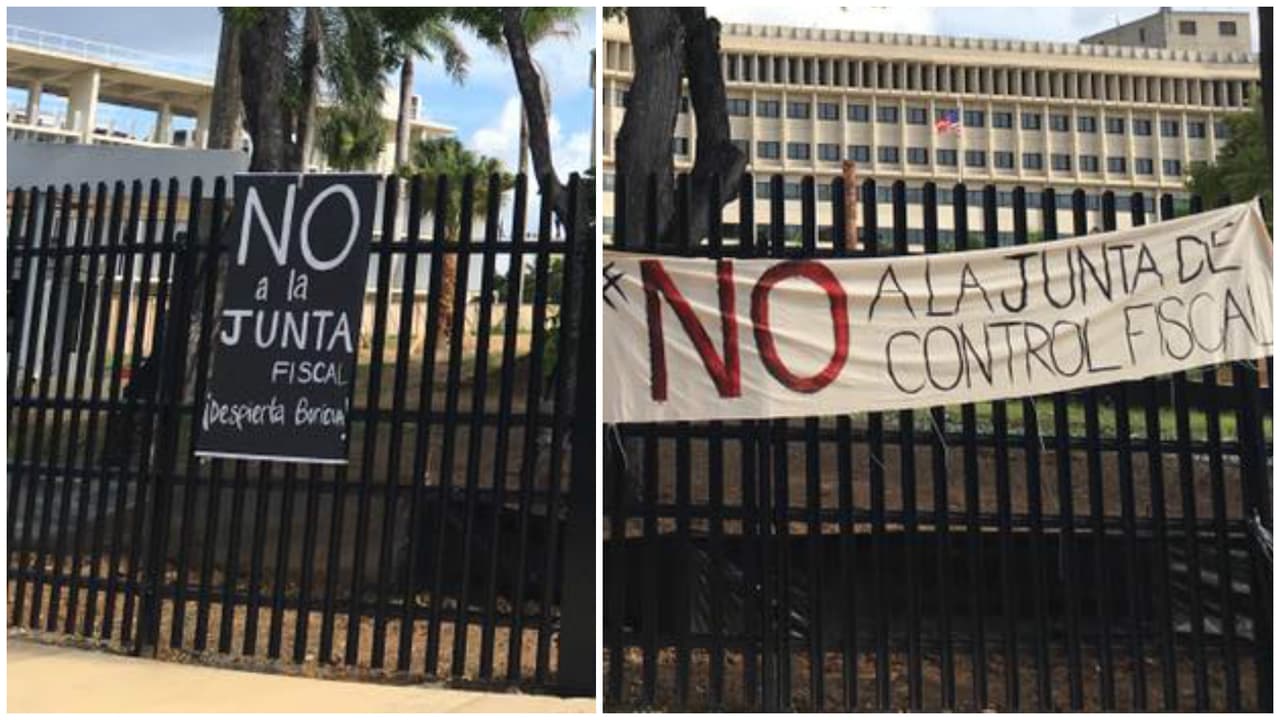 NO
a la
JUNTA
FISCAL
¡Despierta Boricua!
#NO A LA JUNTA DE
CONTROL FISCAL